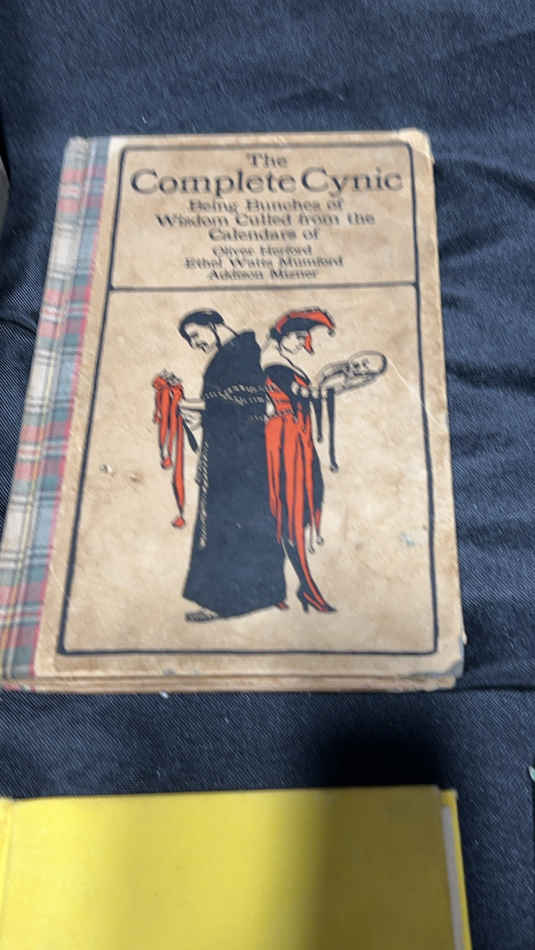 The
Complete Cynic
Being Bunches of
Wisdom Culled from the
Calendars of
Oliver Herford
Ethel Watts Mumford
Addison Mizner